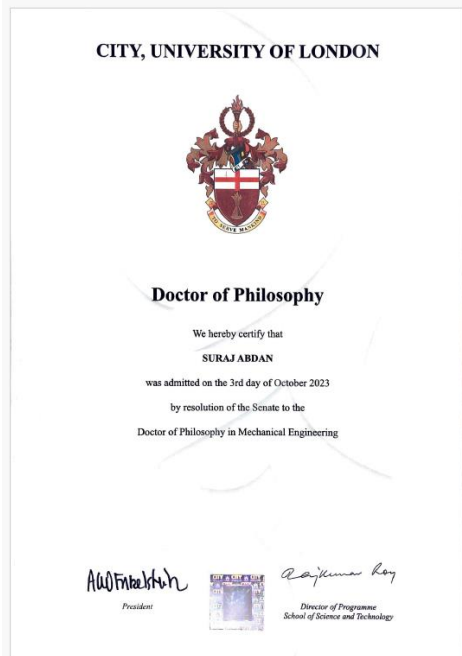 CITY, UNIVERSITY OF LONDON
TO SERVE MANKIND
Doctor of Philosophy
We hereby certify that
SURAJ ABDAN
was admitted on the 3rd day of October 2023
by resolution of the Senate to the
Doctor of Philosophy in Mechanical Engineering
Rajkumar Roy
President
Director of Programme
School of Science and Technology